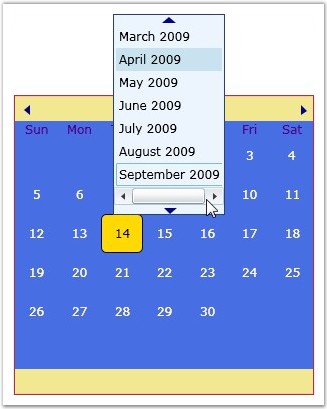 March 2009
April 2009
May 2009
June 2009
July 2009
August 2009
September 2009
Sun Mon Fri Sat
3 4
5 6 10 11
12 13 14 15 16 17 18
19 20 21 22 23 24 25
26 27 28 29 30